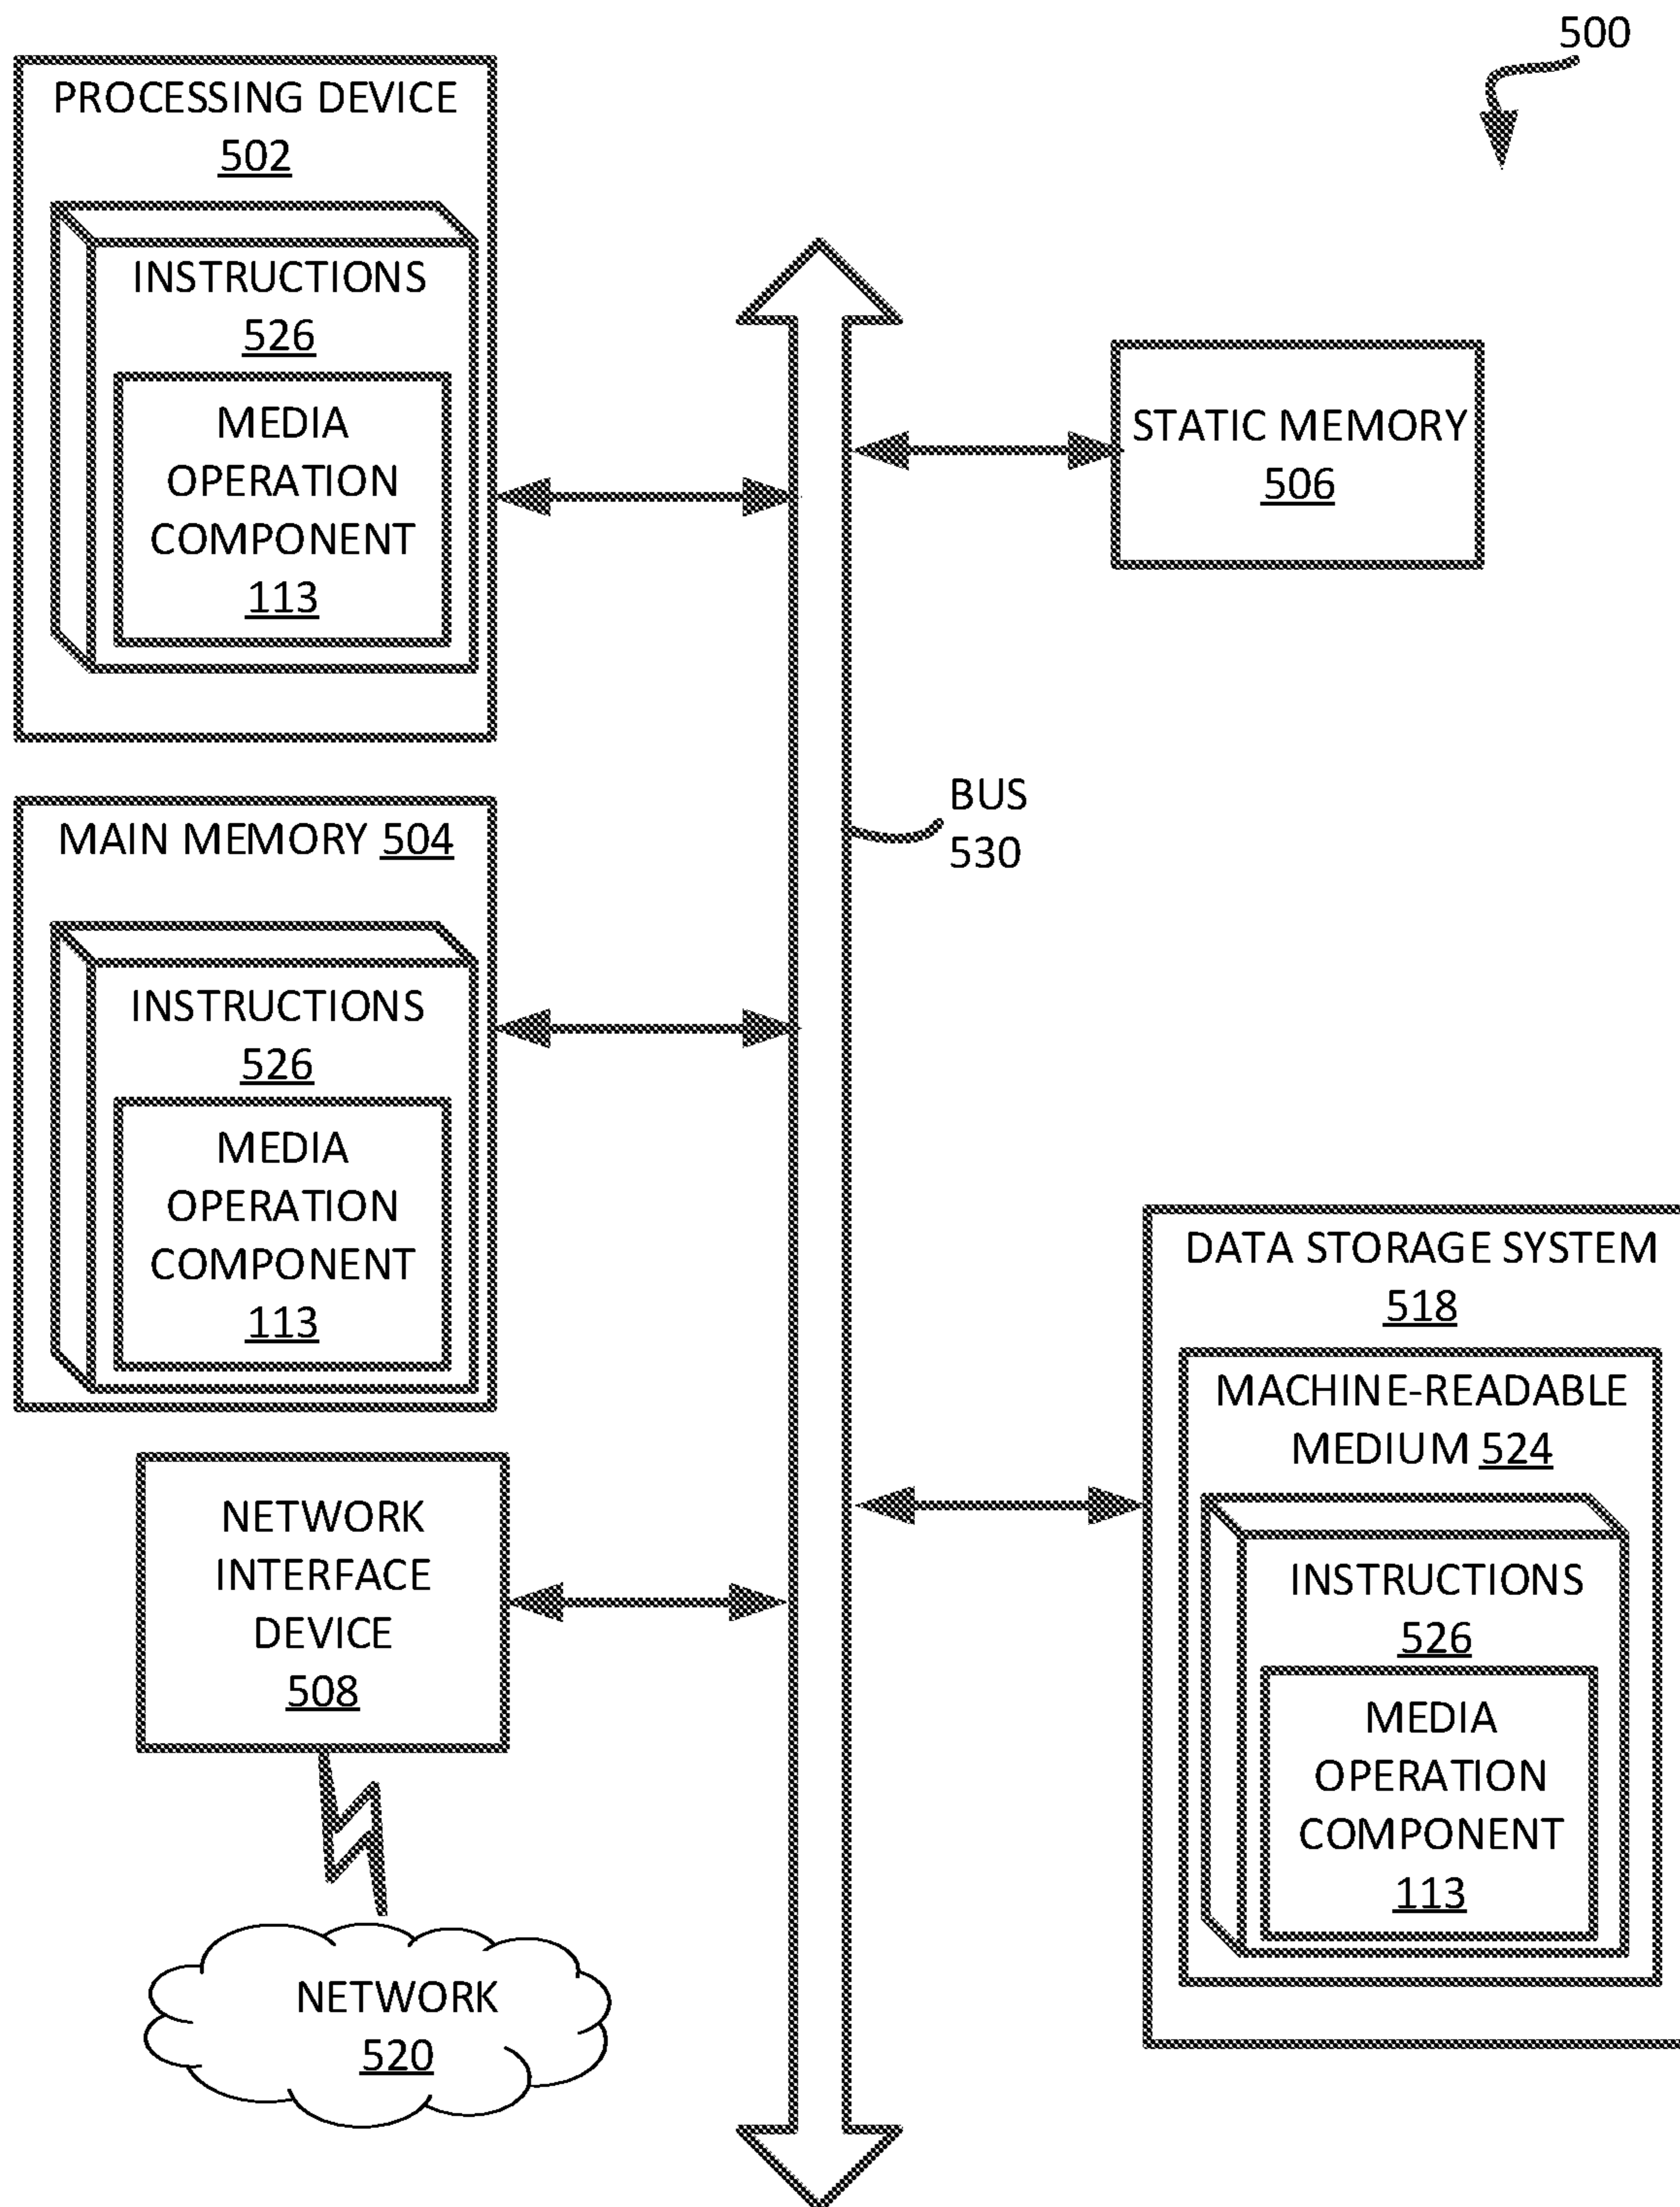 500
PROCESSING DEVICE
502
INSTRUCTIONS
526
MEDIA
OPERATION
COMPONENT
113
STATIC MEMORY
506
BUS
530
MAIN MEMORY 504
INSTRUCTIONS
526
MEDIA
OPERATION
COMPONENT
113
DATA STORAGE SYSTEM
518
MACHINE-READABLE
MEDIUM 524
INSTRUCTIONS
526
MEDIA
OPERATION
COMPONENT
113
NETWORK
INTERFACE
DEVICE
508
NETWORK
520